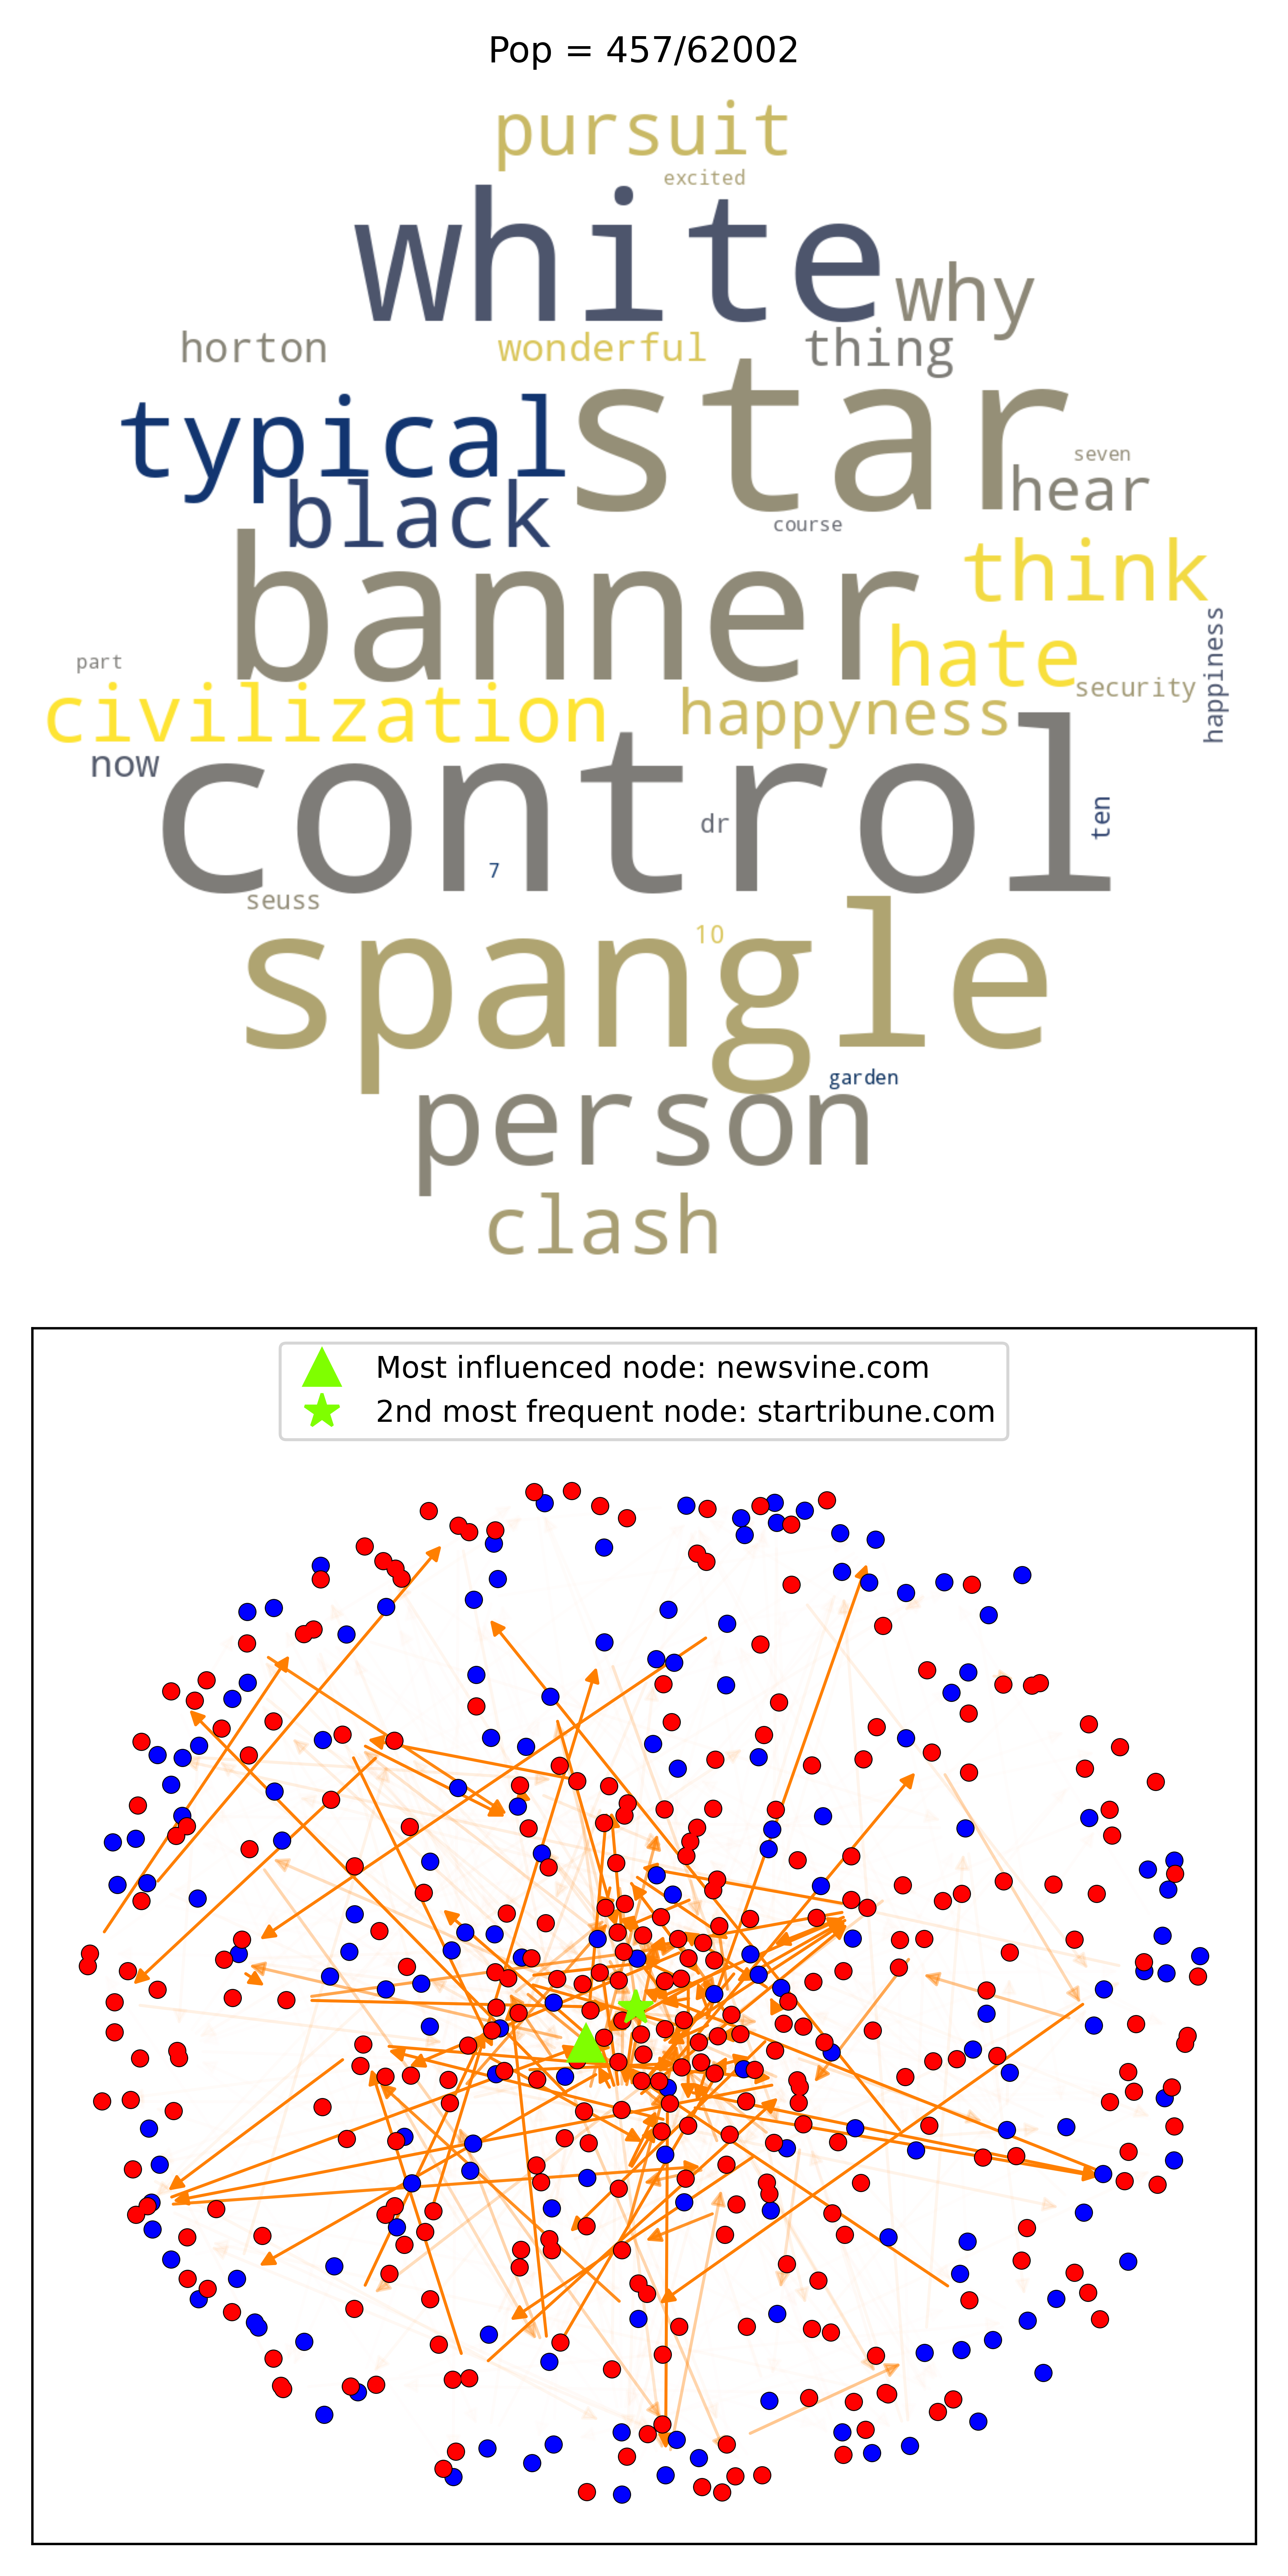 Pop = 457/62002
pursuit
excited
white
why
horton
wonderful
thing
typical
star
seven
hear
black
course
banner
think
hate
happiness
part
security
civilization
happyness
now
control
dr
ten
7
seuss
spangle
10
garden
person
clash
Most influenced node: newsvine.com
2nd most frequent node: startribune.com